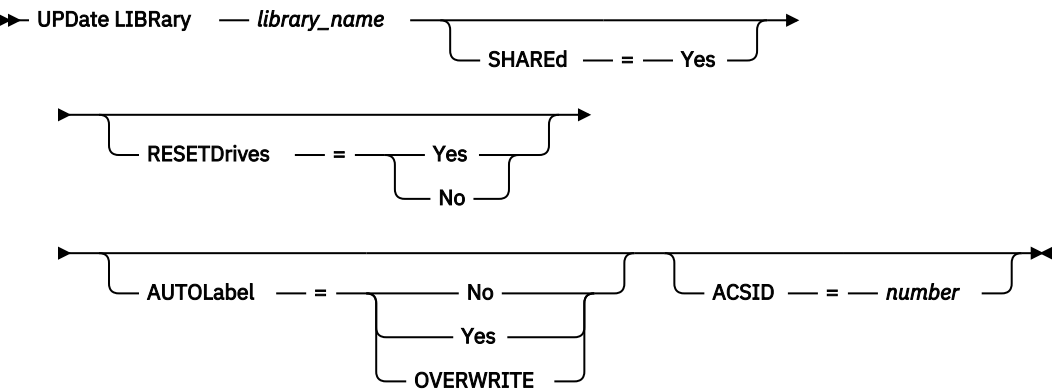 UPDate LIBRary library_name
SHAREd = Yes
RESETDrives = Yes
No
AUTOLabel = No ACSID = number
Yes
OVERWRITE